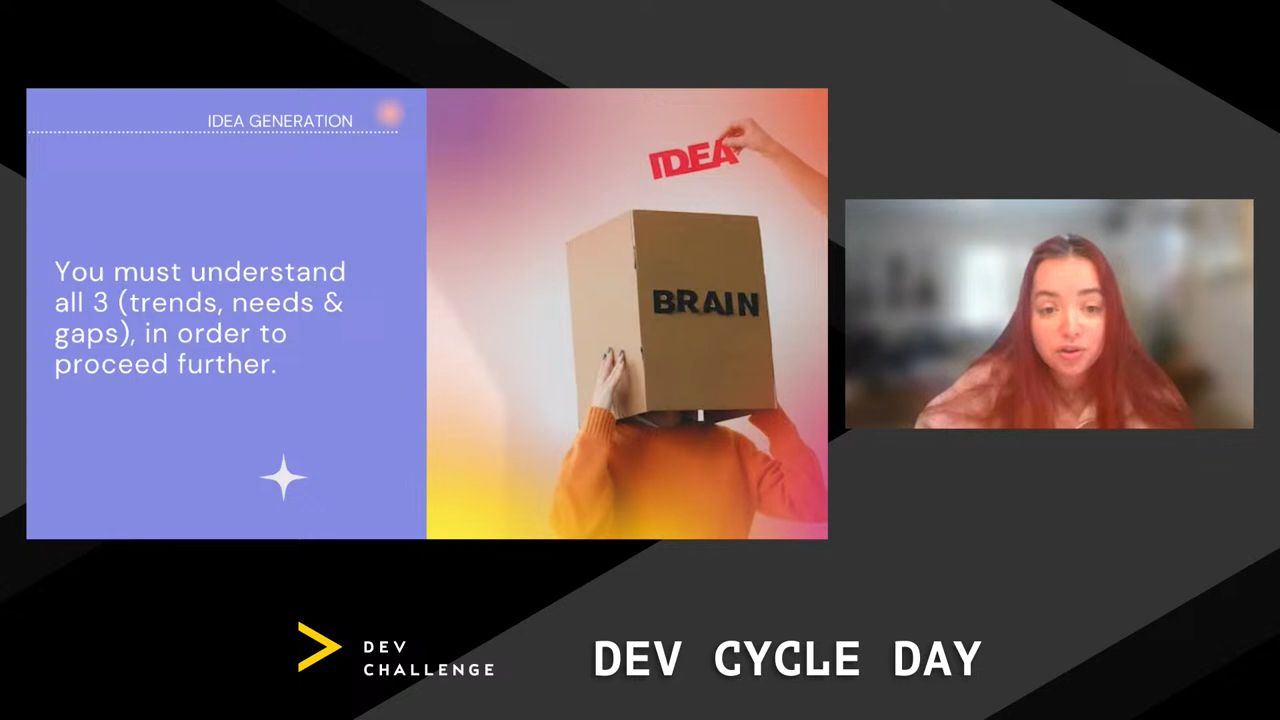 IDEA GENERATION
You must understand
all 3 (trends, needs &
gaps), in order to
proceed further.
IDEA
BRAIN
DEV
CHALLENGE
DEV CYCLE DAY